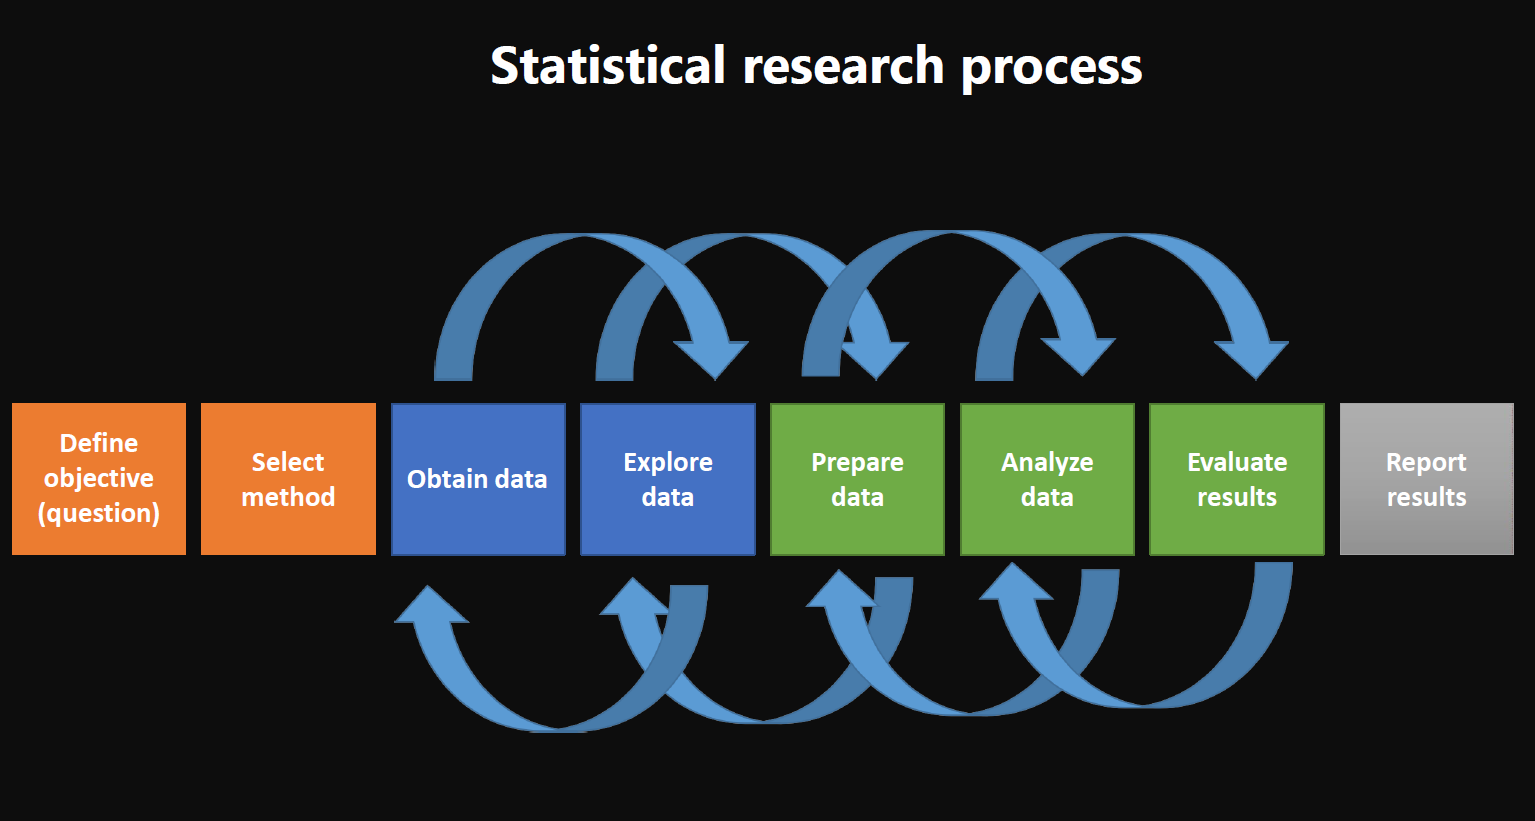 Statistical research process
Define
objective
(question)
Select
method
Obtain data
Explore
data
Prepare
data
Analyze
data
Evaluate
results
Report
results